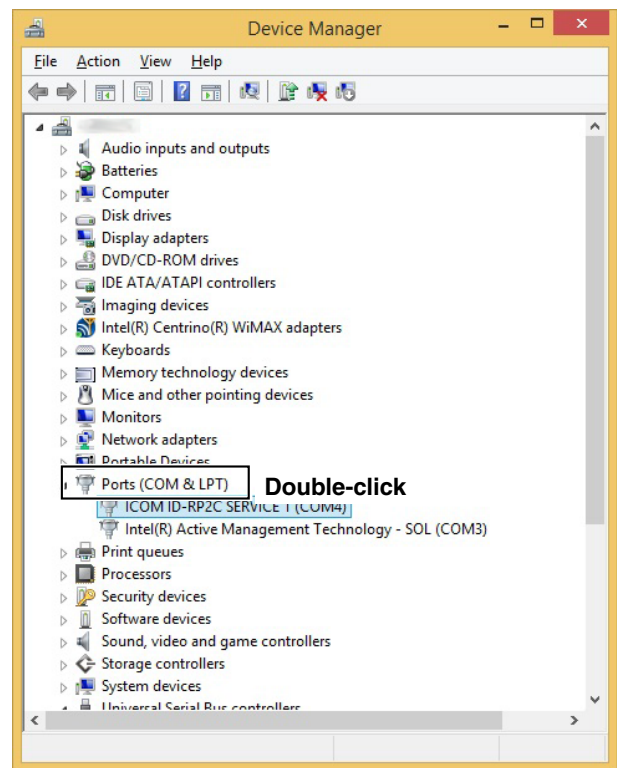 Device Manager
File Action View Help
Audio inputs and outputs
Batteries
Computer
Disk drives
Display adapters
DVD/CD-ROM drives
IDE ATA/ATAPI controllers
Imaging devices
Intel(R) Centrino(R) WiMAX adapters
Keyboards
Memory technology devices
Mice and other pointing devices
Monitors
Network adapters
Portable Devices
Ports (COM & LPT) Double-click
ICOM ID-RP2C SERVICE 1 (COM4)
Intel(R) Active Management Technology - SOL (COM3)
Print queues
Processors
Security devices
Software devices
Sound, video and game controllers
Storage controllers
System devices
Universal Serial Bus controllers